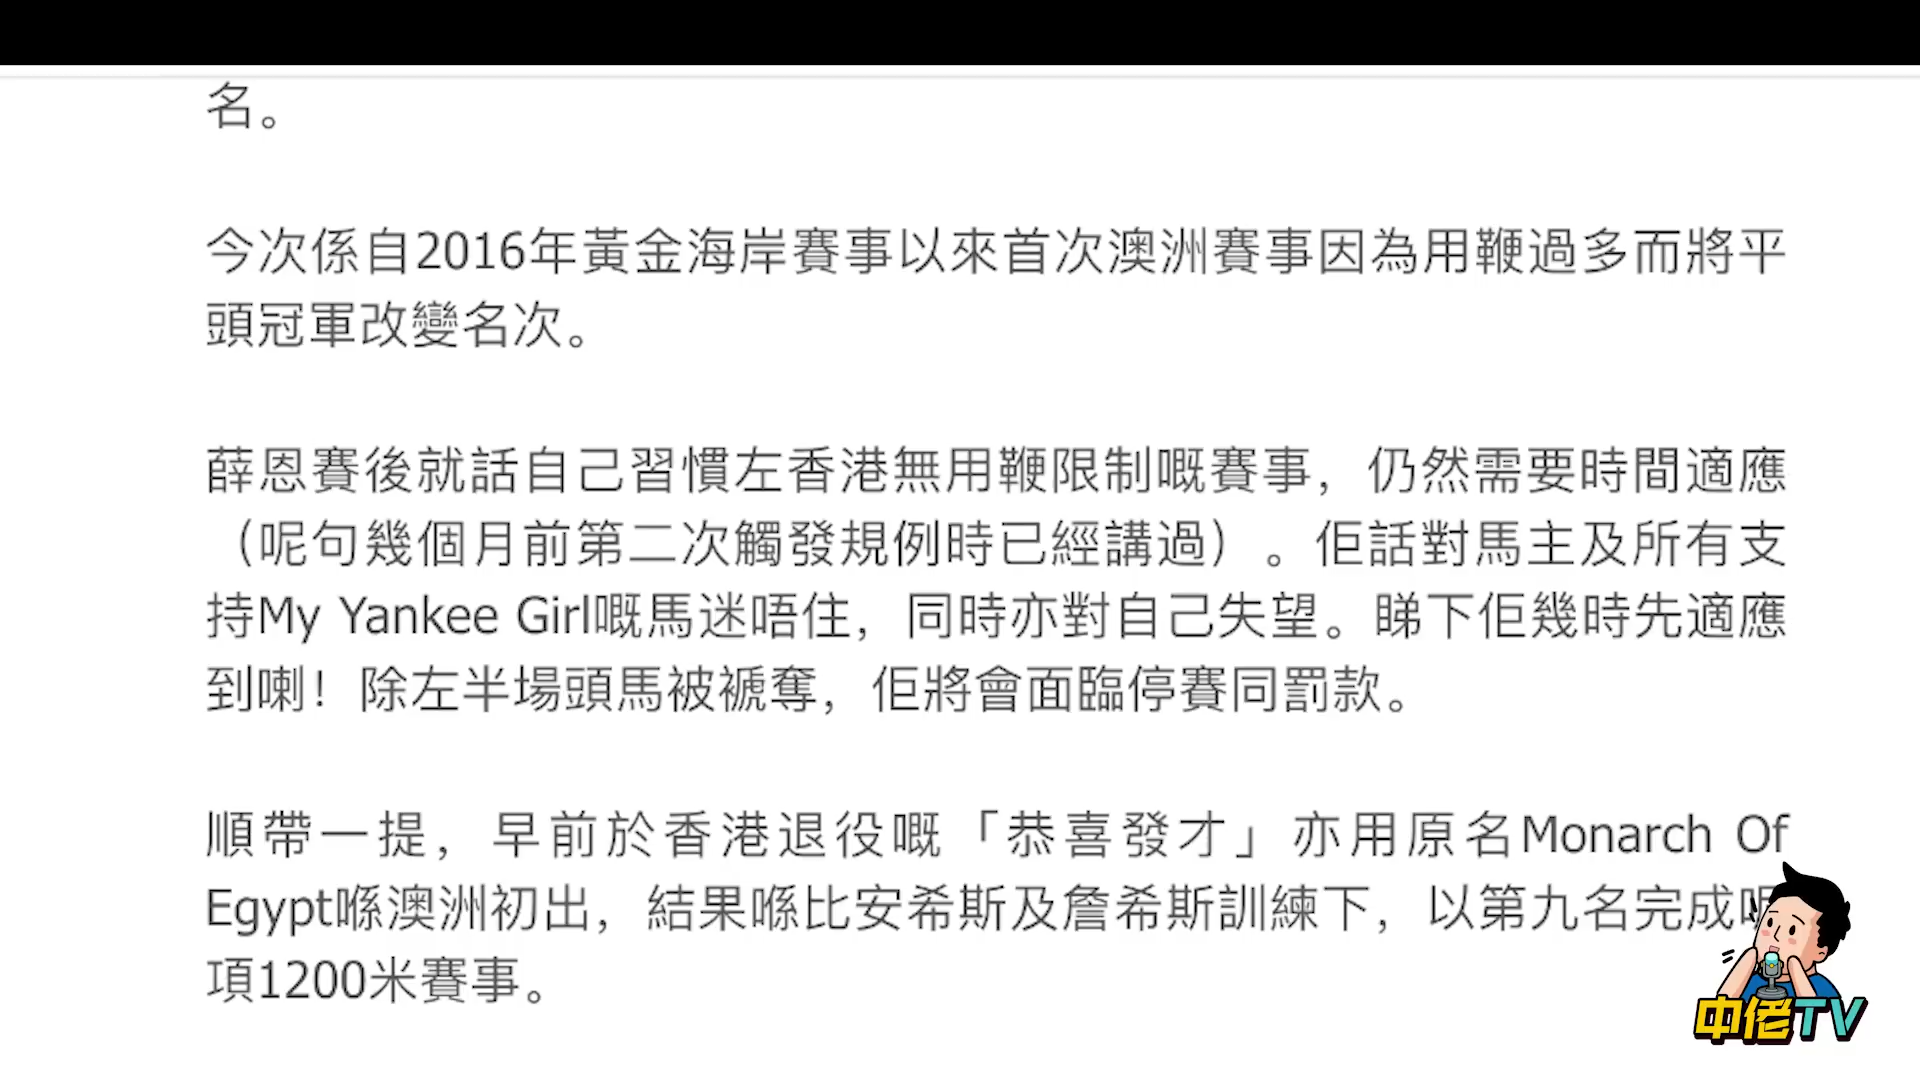 名。
今次係自2016年黃金海岸賽事以來首次澳洲賽事因為用鞭過多而將平
頭冠軍改變名次。
薛恩賽後就話自己習慣左香港無用鞭限制嘅賽事，仍然需要時間適應
（呢句幾個月前第二次觸發規例時已經講過）。佢話對馬主及所有支
持My Yankee Girl嘅馬迷唔住，同時亦對自己失望。睇下佢幾時先適應
到喇！除左半場頭馬被褫奪，佢將會面臨停賽同罰款。
順帶一提，早前於香港退役嘅「恭喜發才」亦用原名Monarch Of
Egypt喺澳洲初出，結果喺比安希斯及詹希斯訓練下，以第九名完成呢
項1200米賽事。
中佬TV